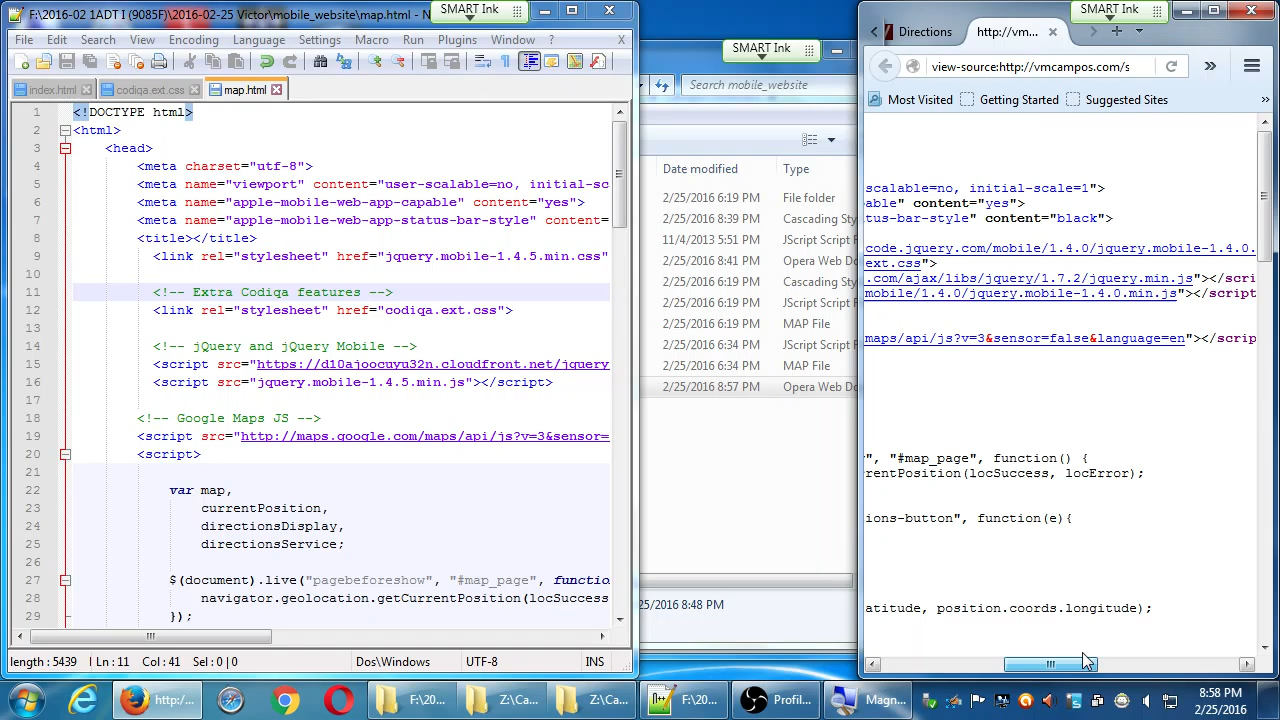 F:\2016-02 1ADT I (9085F)\2016-02-25 Victor\mobile_website\map.html - N
SMART Ink
File Edit Search View Encoding Language Settings Macro Run Plugins Window ? X
index.html
codiqa.ext.css
map.html
1 <!DOCTYPE html>
2 <html>
3 <head>
4 <meta charset="utf-8">
5 <meta name="viewport" content="user-scalable=no, initial-sc
6 <meta name="apple-mobile-web-app-capable" content="yes">
7 <meta name="apple-mobile-web-app-status-bar-style" content=
8 <title></title>
9 <link rel="stylesheet" href="jquery.mobile-1.4.5.min.css"
10
11 <!-- Extra Codiqa features -->
12 <link rel="stylesheet" href="codiqa.ext.css">
13
14 <!-- jQuery and jQuery Mobile -->
15 <script src="https://d10ajoocuyu32n.cloudfront.net/jquery
16 <script src="jquery.mobile-1.4.5.min.js"></script>
17
18 <!-- Google Maps JS -->
19 <script src="http://maps.google.com/maps/api/js?v=3&sensor=
20 <script>
21
22 var map,
23 currentPosition,
24 directionsDisplay,
25 directionsService;
26
27 $(document).live("pagebeforeshow", "#map_page", functio
28 navigator.geolocation.getCurrentPosition(locSuccess
29 });
length : 5439 Ln : 11 Col : 41 Sel : 0 | 0 Dos\Windows UTF-8 INS
SMART Ink
Search mobile_website
Date modified Type
2/25/2016 6:19 PM File folder
2/25/2016 8:39 PM Cascading Sty
11/4/2013 5:51 PM JScript Script F
2/25/2016 8:41 PM Opera Web Do
2/25/2016 6:19 PM Cascading Sty
2/25/2016 6:19 PM JScript Script F
2/25/2016 6:19 PM MAP File
2/25/2016 6:34 PM JScript Script F
2/25/2016 6:34 PM MAP File
2/25/2016 8:57 PM Opera Web Do
25/2016 8:48 PM
SMART Ink
Directions
http://vm...
view-source:http://vmcampos.com/s
Most Visited Getting Started Suggested Sites
scalable=no, initial-scale=1">
pable" content="yes">
tus-bar-style" content="black">
code.jquery.com/mobile/1.4.0/jquery.mobile-1.4.0.
ext.css">
.com/ajax/libs/jquery/1.7.2/jquery.min.js"></scri
mobile/1.4.0/jquery.mobile-1.4.0.min.js"></script
maps/api/js?v=3&sensor=false&language=en"></scrip
", "#map_page", function() {
rentPosition(locSuccess, locError);
ions-button", function(e){
atitude, position.coords.longitude);
http:/...
F:\20...
Z:\Ca...
Z:\Ca...
F:\20...
Profil...
Magn...
8:58 PM
2/25/2016